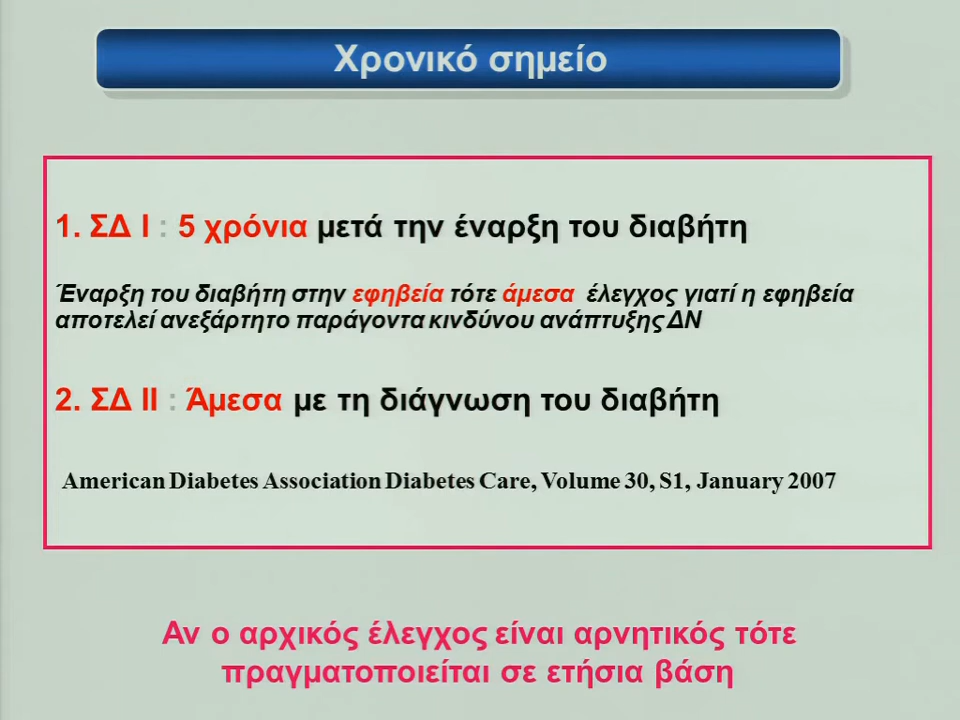 Χρονικό σημείο
1. ΣΔ Ι : 5 χρόνια μετά την έναρξη του διαβήτη
Έναρξη του διαβήτη στην εφηβεία τότε άμεσα έλεγχος γιατί η εφηβεία
αποτελεί ανεξάρτητο παράγοντα κινδύνου ανάπτυξης ΔΝ
2. ΣΔ ΙΙ : Άμεσα με τη διάγνωση του διαβήτη
American Diabetes Association Diabetes Care, Volume 30, S1, January 2007
Αν ο αρχικός έλεγχος είναι αρνητικός τότε
πραγματοποιείται σε ετήσια βάση